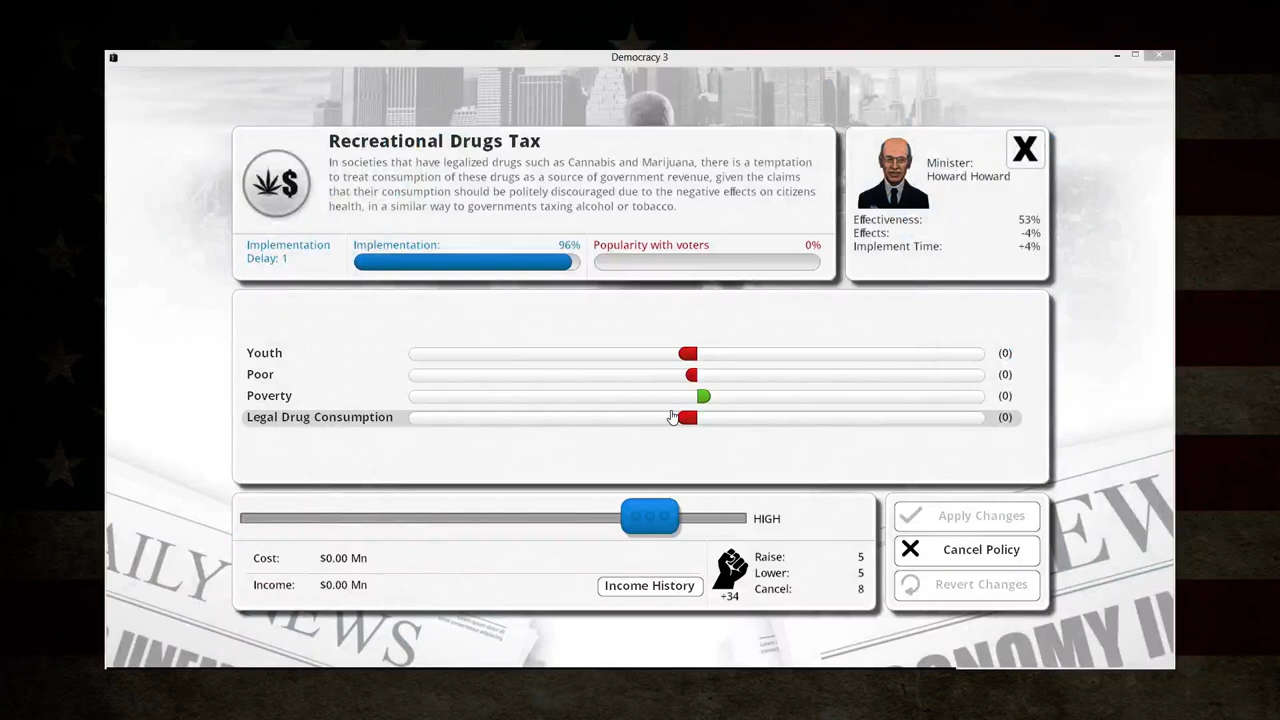 Democracy 3
Recreational Drugs Tax
In societies that have legalized drugs such as Cannabis and Marijuana, there is a temptation
to treat consumption of these drugs as a source of government revenue, given the claims
that their consumption should be politely discouraged due to the negative effects on citizens
health, in a similar way to governments taxing alcohol or tobacco.
Implementation
Delay: 1
Implementation: 96%
Popularity with voters 0%
X
Minister:
Howard Howard
Effectiveness: 53%
Effects: -4%
Implement Time: +4%
Youth (0)
Poor (0)
Poverty (0)
Legal Drug Consumption (0)
HIGH
Cost: $0.00 Mn
Income: $0.00 Mn
Income History
+34
Raise: 5
Lower: 5
Cancel: 8
Apply Changes
Cancel Policy
Revert Changes
DAILY NEWS
NEW
ONOMY IN